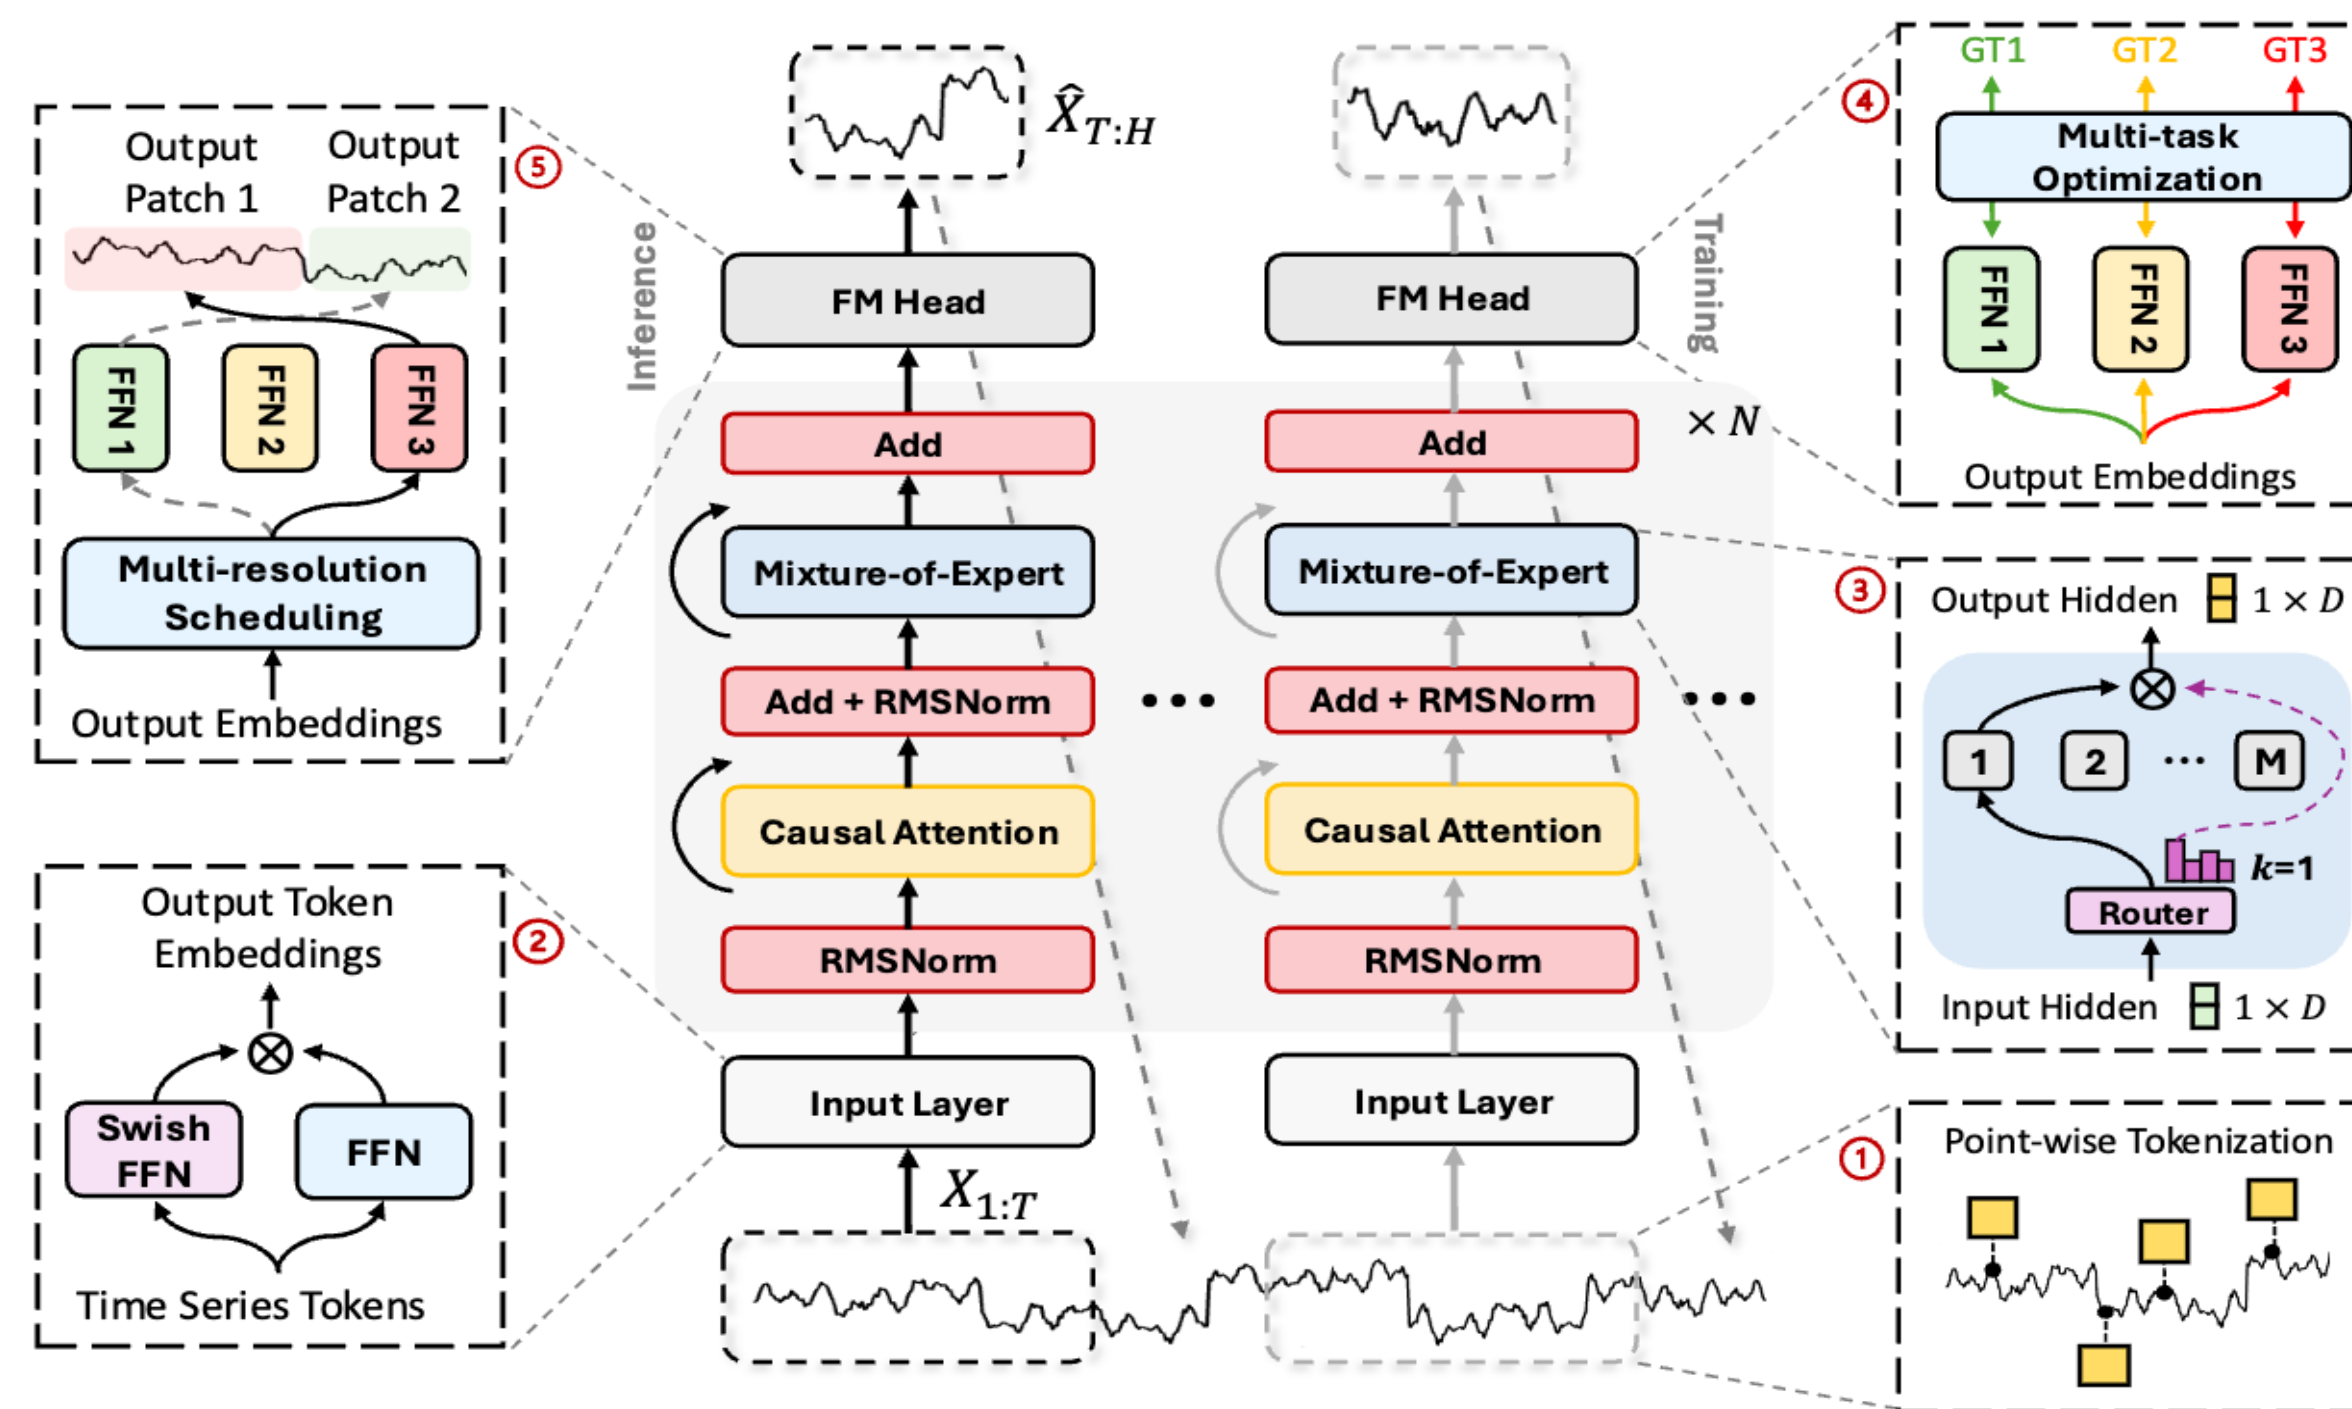 Output
Patch 1
Output
Patch 2
⑤
FFN 1
FFN 2
FFN 3
Multi-resolution
Scheduling
Output Embeddings
Output Token
Embeddings
②
Swish
FFN
FFN
Time Series Tokens
Inference
X̂_{T:H}
FM Head
Add
Mixture-of-Expert
Add + RMSNorm
Causal Attention
RMSNorm
Input Layer
X_{1:T}
...
Training
FM Head
× N
Add
Mixture-of-Expert
Add + RMSNorm
Causal Attention
RMSNorm
Input Layer
...
④
GT1 GT2 GT3
Multi-task
Optimization
FFN 1
FFN 2
FFN 3
Output Embeddings
③
Output Hidden 1 × D
1 2 ... M
k=1
Router
Input Hidden 1 × D
①
Point-wise Tokenization